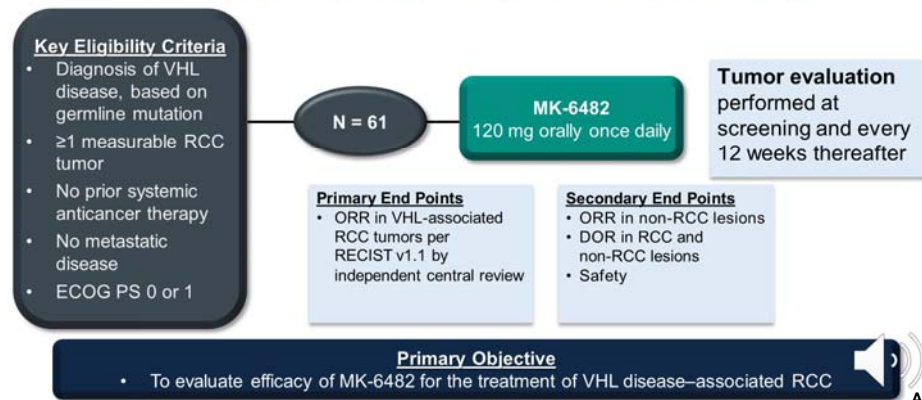 Key Eligibility Criteria
• Diagnosis of VHL
disease, based on
germline mutation
• ≥1 measurable RCC
tumor
• No prior systemic
anticancer therapy
• No metastatic
disease
• ECOG PS 0 or 1
N = 61
MK-6482
120 mg orally once daily
Tumor evaluation
performed at
screening and every
12 weeks thereafter
Primary End Points
• ORR in VHL-associated
RCC tumors per
RECIST v1.1 by
independent central review
Secondary End Points
• ORR in non-RCC lesions
• DOR in RCC and
non-RCC lesions
• Safety
Primary Objective
• To evaluate efficacy of MK-6482 for the treatment of VHL disease–associated RCC